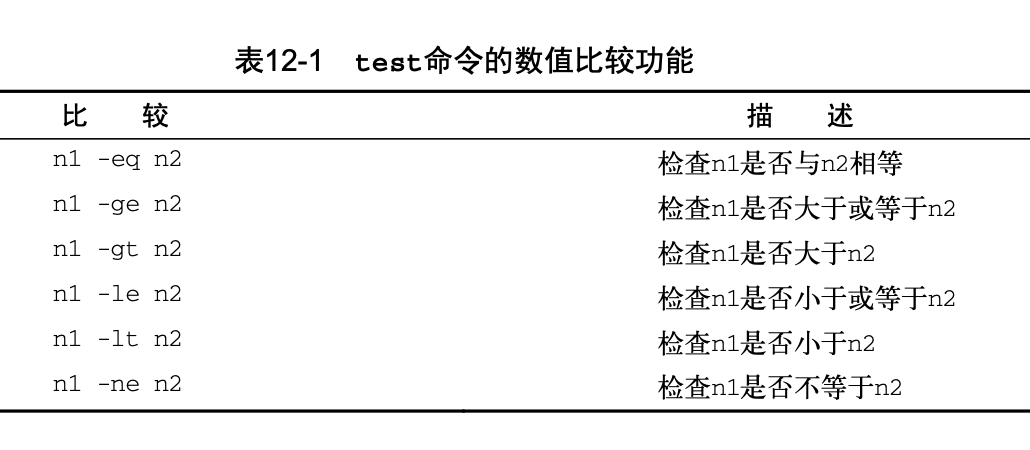 表12-1 test命令的数值比较功能
比 较 描 述
n1 -eq n2 检查n1是否与n2相等
n1 -ge n2 检查n1是否大于或等于n2
n1 -gt n2 检查n1是否大于n2
n1 -le n2 检查n1是否小于或等于n2
n1 -lt n2 检查n1是否小于n2
n1 -ne n2 检查n1是否不等于n2